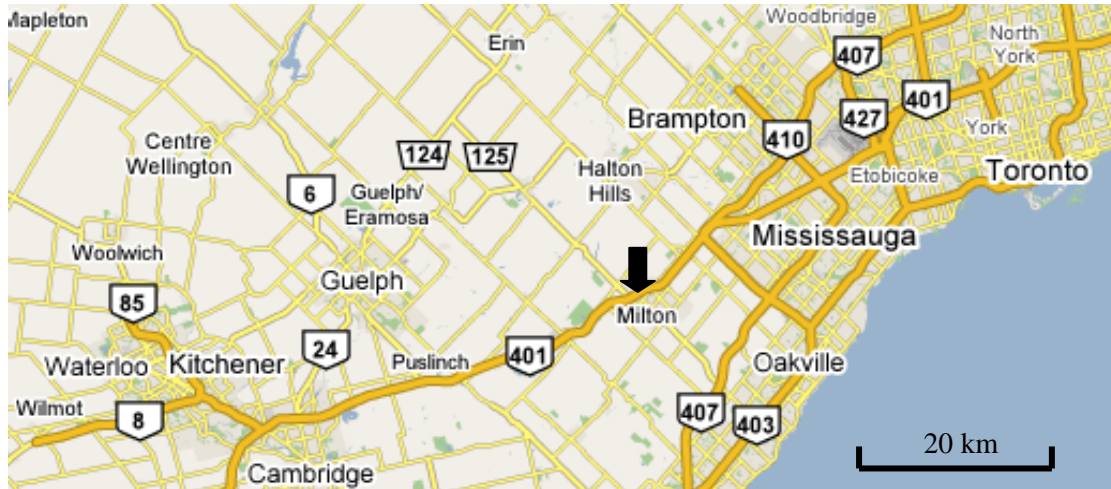 Mapleton
Woodbridge
Erin
North
York
407
401
Brampton
427
410
York
Centre
Wellington
124
125
Halton
Hills
Etobicoke
Toronto
6
Guelph/
Eramosa
Mississauga
Woolwich
Guelph
85
Milton
24
Puslinch
401
Waterloo
Kitchener
Oakville
Wilmot
8
407
403
20 km
Cambridge